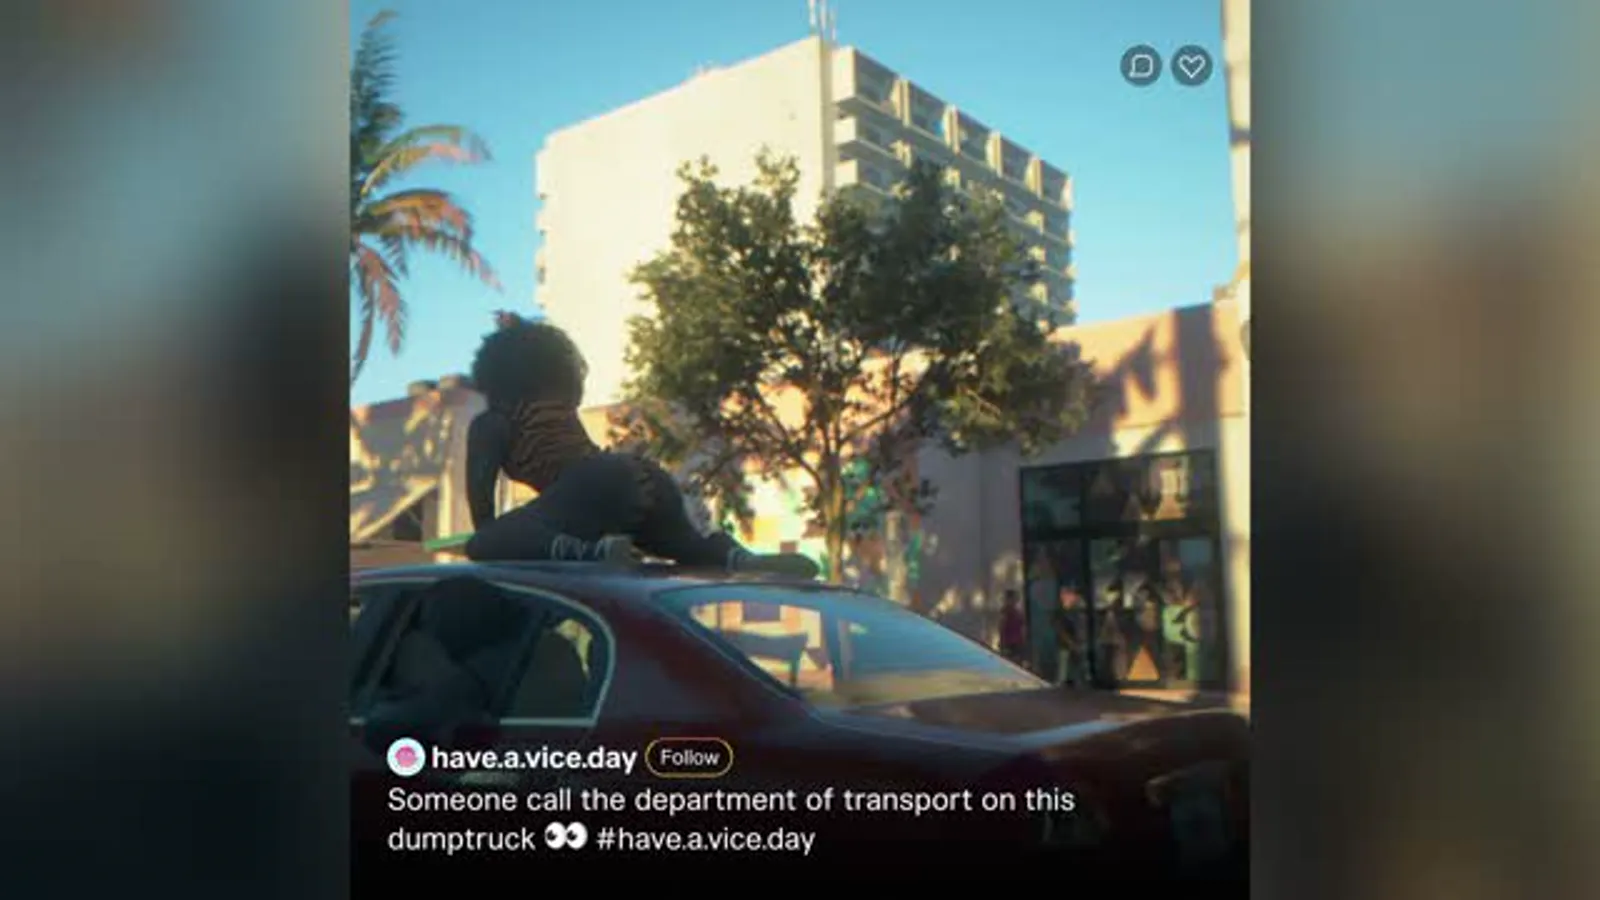 have.a.vice.day Follow
Someone call the department of transport on this
dumptruck 👀 #have.a.vice.day